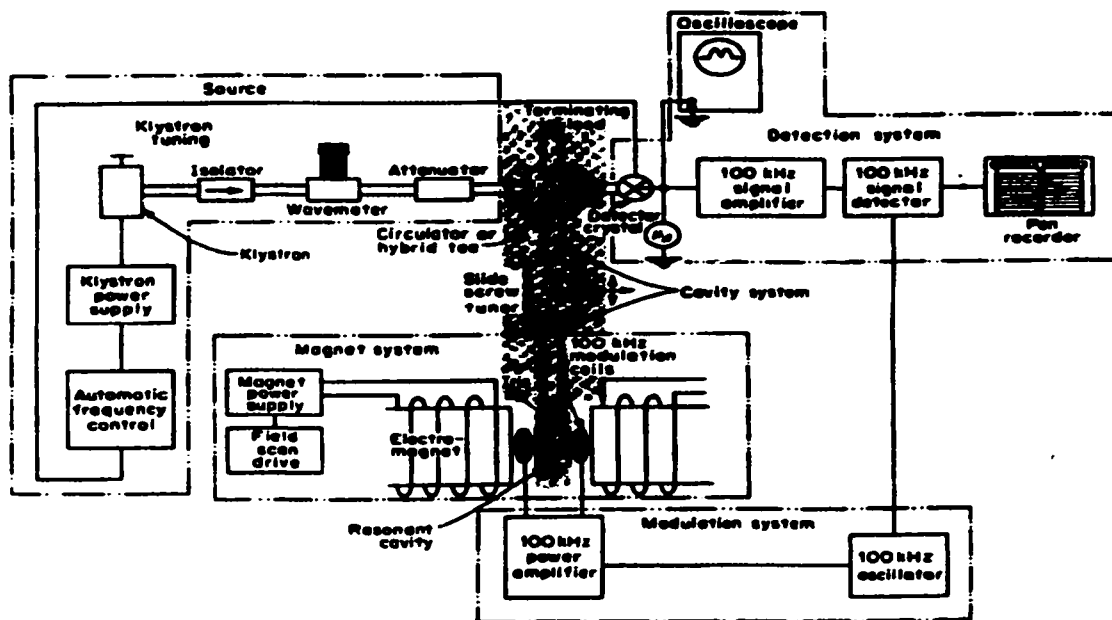 Oscilloscope
Source
Klystron
tuning
Isolator
Wavemeter
Attenuator
Terminating
load
Detection system
100 kHz
signal
amplifier
100 kHz
signal
detector
Pen
recorder
Detector
crystal
Circulator or
hybrid tee
Klystron
Klystron
power
supply
Slide
screw
tuner
Cavity system
Magnet system
100 kHz
modulation
coils
Iris
Magnet
power
supply
Automatic
frequency
control
Field
scan
drive
Electro-
magnet
Resonant
cavity
Modulation system
100 kHz
power
amplifier
100 kHz
oscillator